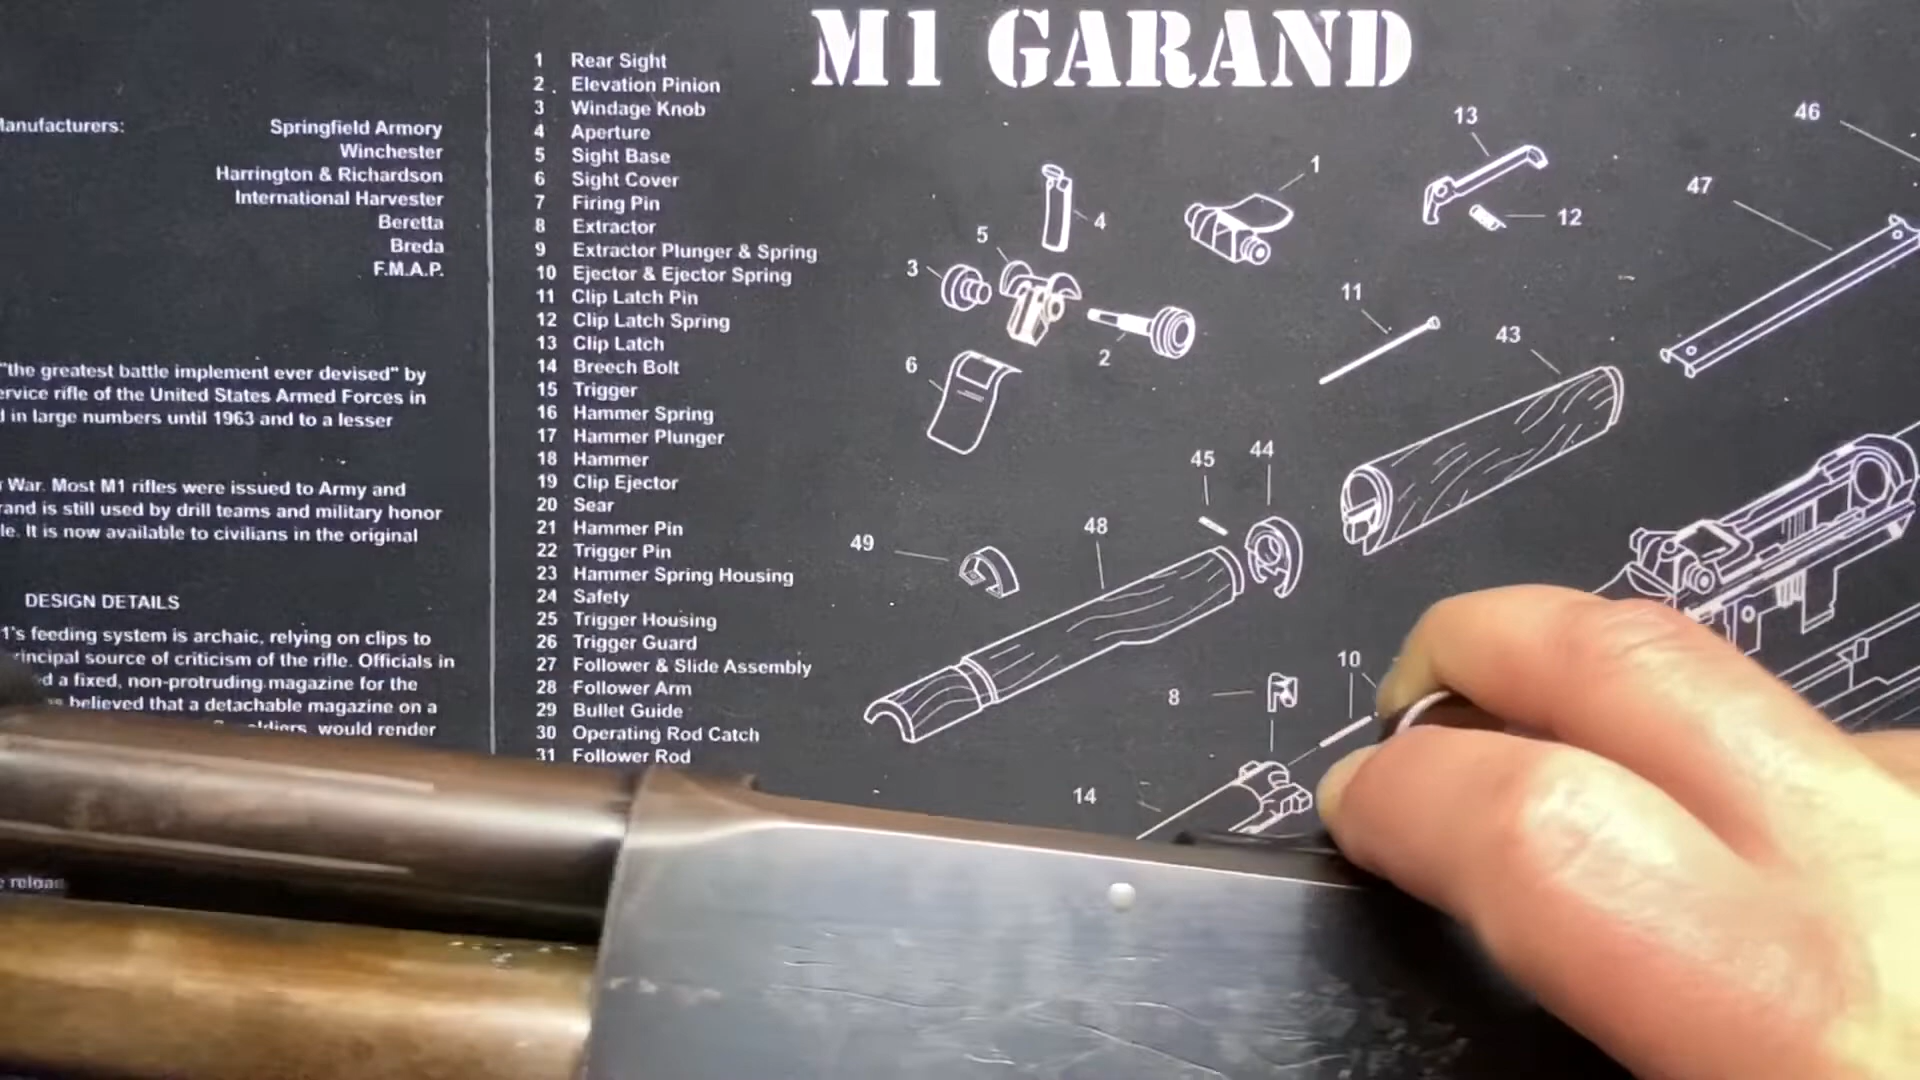 M1 GARAND
Manufacturers:
Springfield Armory
Winchester
Harrington & Richardson
International Harvester
Beretta
Breda
F.M.A.P.
"the greatest battle implement ever devised" by
rifle of the United States Armed Forces in
in large numbers until 1963 and to a lesser
War. Most M1 rifles were issued to Army and
is still used by drill teams and military honor
It is now available to civilians in the original
DESIGN DETAILS
feeding system is archaic, relying on clips to
principal source of criticism of the rifle. Officials in
a fixed, non-protruding magazine for the
believed that a detachable magazine on a
would render
1 Rear Sight
2 Elevation Pinion
3 Windage Knob
4 Aperture
5 Sight Base
6 Sight Cover
7 Firing Pin
8 Extractor
9 Extractor Plunger & Spring
10 Ejector & Ejector Spring
11 Clip Latch Pin
12 Clip Latch Spring
13 Clip Latch
14 Breech Bolt
15 Trigger
16 Hammer Spring
17 Hammer Plunger
18 Hammer
19 Clip Ejector
20 Sear
21 Hammer Pin
22 Trigger Pin
23 Hammer Spring Housing
24 Safety
25 Trigger Housing
26 Trigger Guard
27 Follower & Slide Assembly
28 Follower Arm
29 Bullet Guide
30 Operating Rod Catch
31 Follower Rod
46
13
1
47
12
4
5
3
11
43
2
6
44
45
48
49
10
8
14